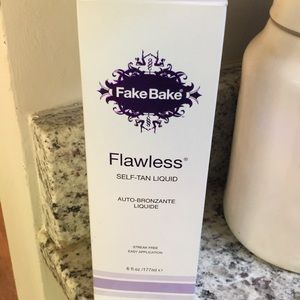 Fake Bake®
Flawless®
SELF-TAN LIQUID
AUTO-BRONZANTE
LIQUIDE
STREAK FREE
EASY APPLICATION
6 fl oz /177ml ℮